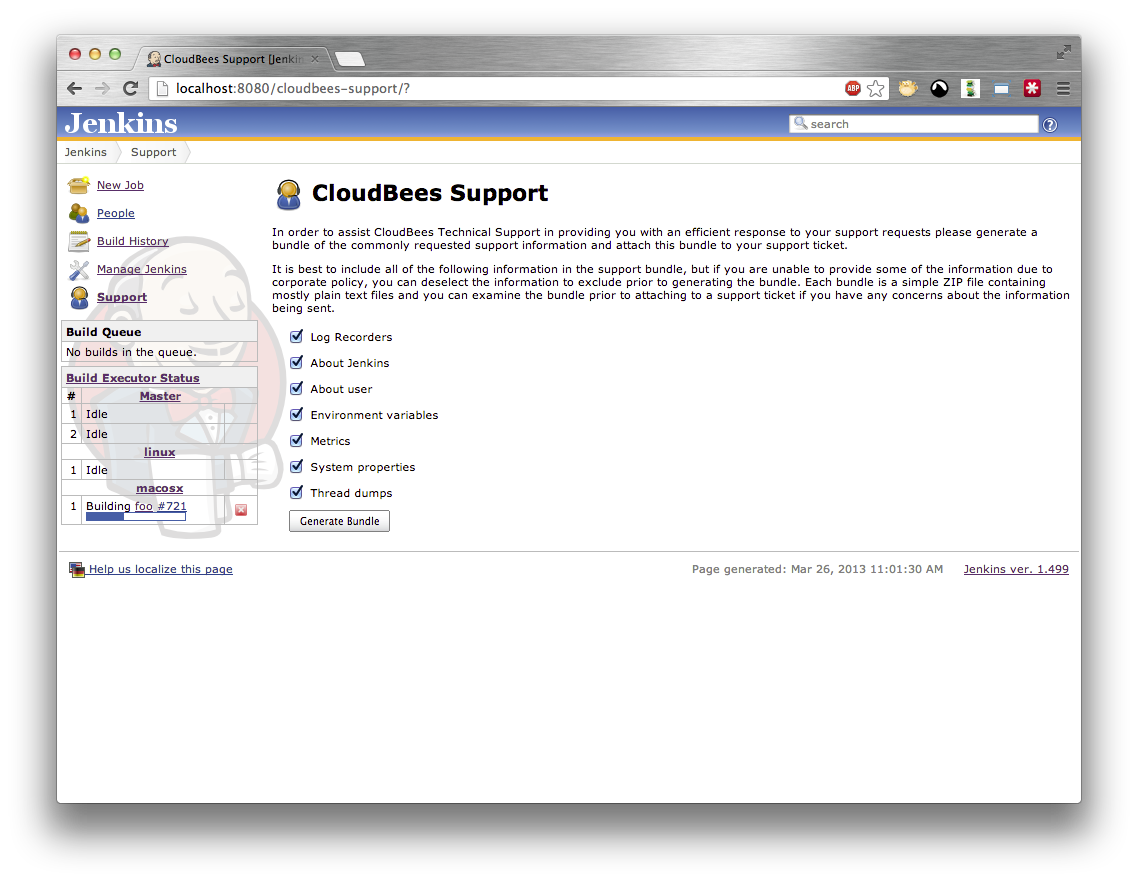 CloudBees Support [Jenkin
localhost:8080/cloudbees-support/?
ABP
Jenkins
search
Jenkins
Support
New Job
People
Build History
Manage Jenkins
Support
Build Queue
No builds in the queue.
Build Executor Status
# Master
1 Idle
2 Idle
linux
1 Idle
macosx
1 Building foo #721
CloudBees Support
In order to assist CloudBees Technical Support in providing you with an efficient response to your support requests please generate a
bundle of the commonly requested support information and attach this bundle to your support ticket.
It is best to include all of the following information in the support bundle, but if you are unable to provide some of the information due to
corporate policy, you can deselect the information to exclude prior to generating the bundle. Each bundle is a simple ZIP file containing
mostly plain text files and you can examine the bundle prior to attaching to a support ticket if you have any concerns about the information
being sent.
Log Recorders
About Jenkins
About user
Environment variables
Metrics
System properties
Thread dumps
Generate Bundle
Help us localize this page
Page generated: Mar 26, 2013 11:01:30 AM
Jenkins ver. 1.499